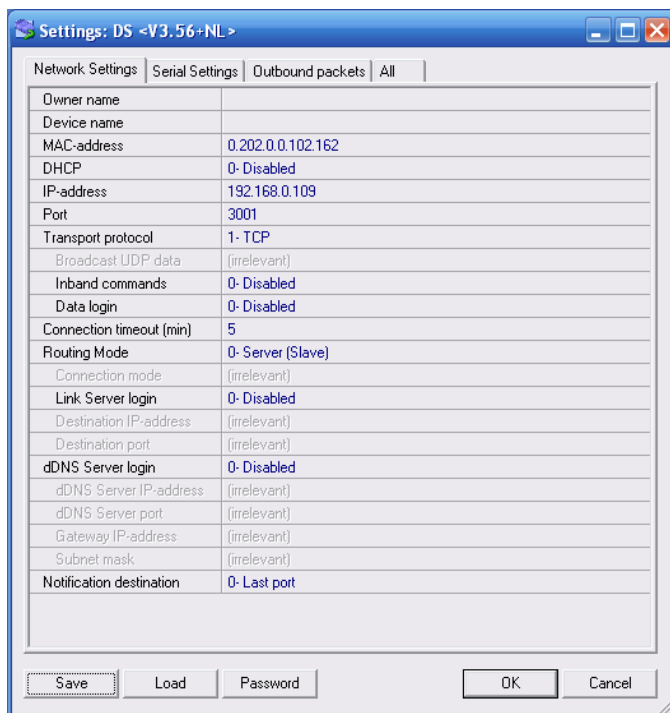 Settings: DS <V3.56+NL>
Network Settings Serial Settings Outbound packets All
Owner name
Device name
MAC-address 0.202.0.0.102.162
DHCP 0- Disabled
IP-address 192.168.0.109
Port 3001
Transport protocol 1- TCP
Broadcast UDP data (irrelevant)
Inband commands 0- Disabled
Data login 0- Disabled
Connection timeout (min) 5
Routing Mode 0- Server (Slave)
Connection mode (irrelevant)
Link Server login 0- Disabled
Destination IP-address (irrelevant)
Destination port (irrelevant)
dDNS Server login 0- Disabled
dDNS Server IP-address (irrelevant)
dDNS Server port (irrelevant)
Gateway IP-address (irrelevant)
Subnet mask (irrelevant)
Notification destination 0- Last port
Save Load Password OK Cancel